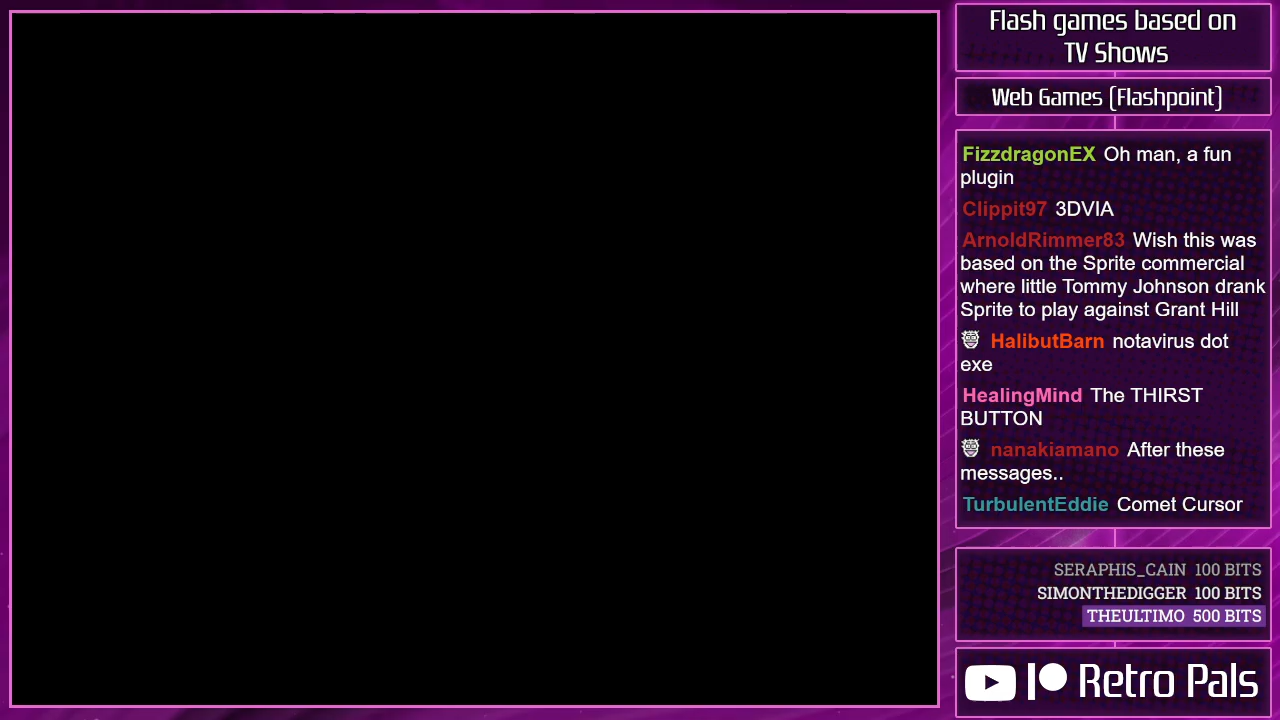 Flash games based on
TV Shows
Web Games (Flashpoint)
FizzdragonEX Oh man, a fun
plugin
Clippit97 3DVIA
ArnoldRimmer83 Wish this was
based on the Sprite commercial
where little Tommy Johnson drank
Sprite to play against Grant Hill
HalibutBarn notavirus dot
exe
HealingMind The THIRST
BUTTON
nanakiamano After these
messages..
TurbulentEddie Comet Cursor
SERAPHIS_CAIN 100 BITS
SIMONTHEDIGGER 100 BITS
THEULTIMO 500 BITS
Retro Pals